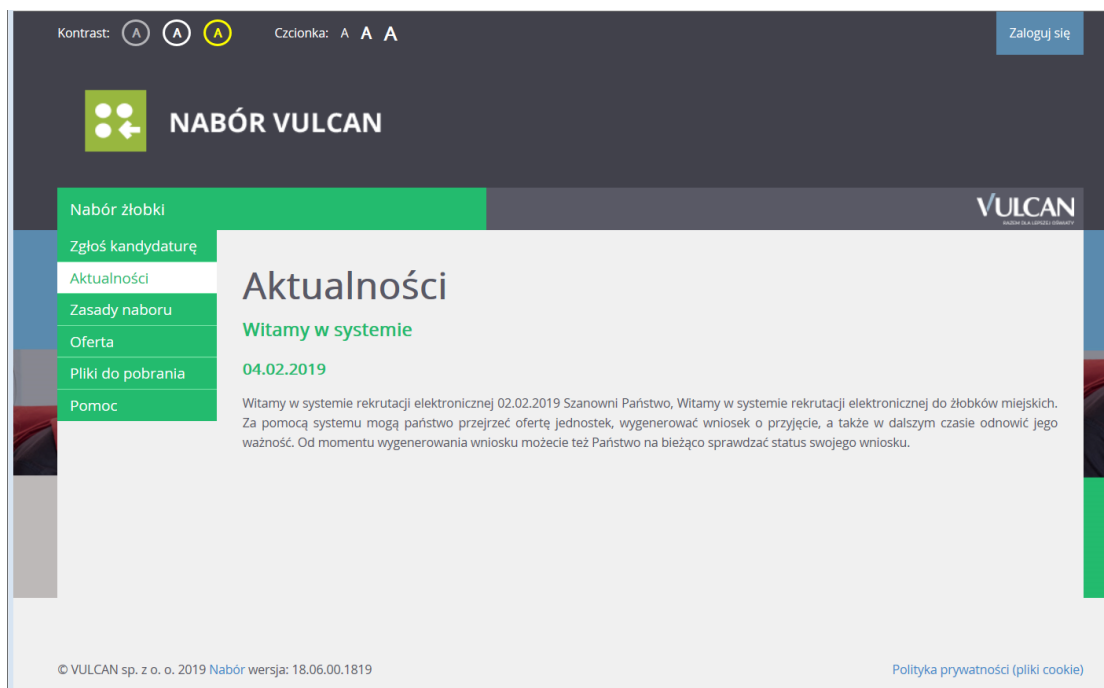 Kontrast: A A A Czcionka: A A A Zaloguj się
NABÓR VULCAN
Nabór żłobki
VULCAN
RAZEM DLA LEPSZEJ OŚWIATY
Zgłoś kandydaturę
Aktualności
Zasady naboru
Oferta
Pliki do pobrania
Pomoc
Aktualności
Witamy w systemie
04.02.2019
Witamy w systemie rekrutacji elektronicznej 02.02.2019 Szanowni Państwo, Witamy w systemie rekrutacji elektronicznej do żłobków miejskich.
Za pomocą systemu mogą państwo przejrzeć ofertę jednostek, wygenerować wniosek o przyjęcie, a także w dalszym czasie odnowić jego
ważność. Od momentu wygenerowania wniosku możecie też Państwo na bieżąco sprawdzać status swojego wniosku.
© VULCAN sp. z o. o. 2019 Nabór wersja: 18.06.00.1819
Polityka prywatności (pliki cookie)